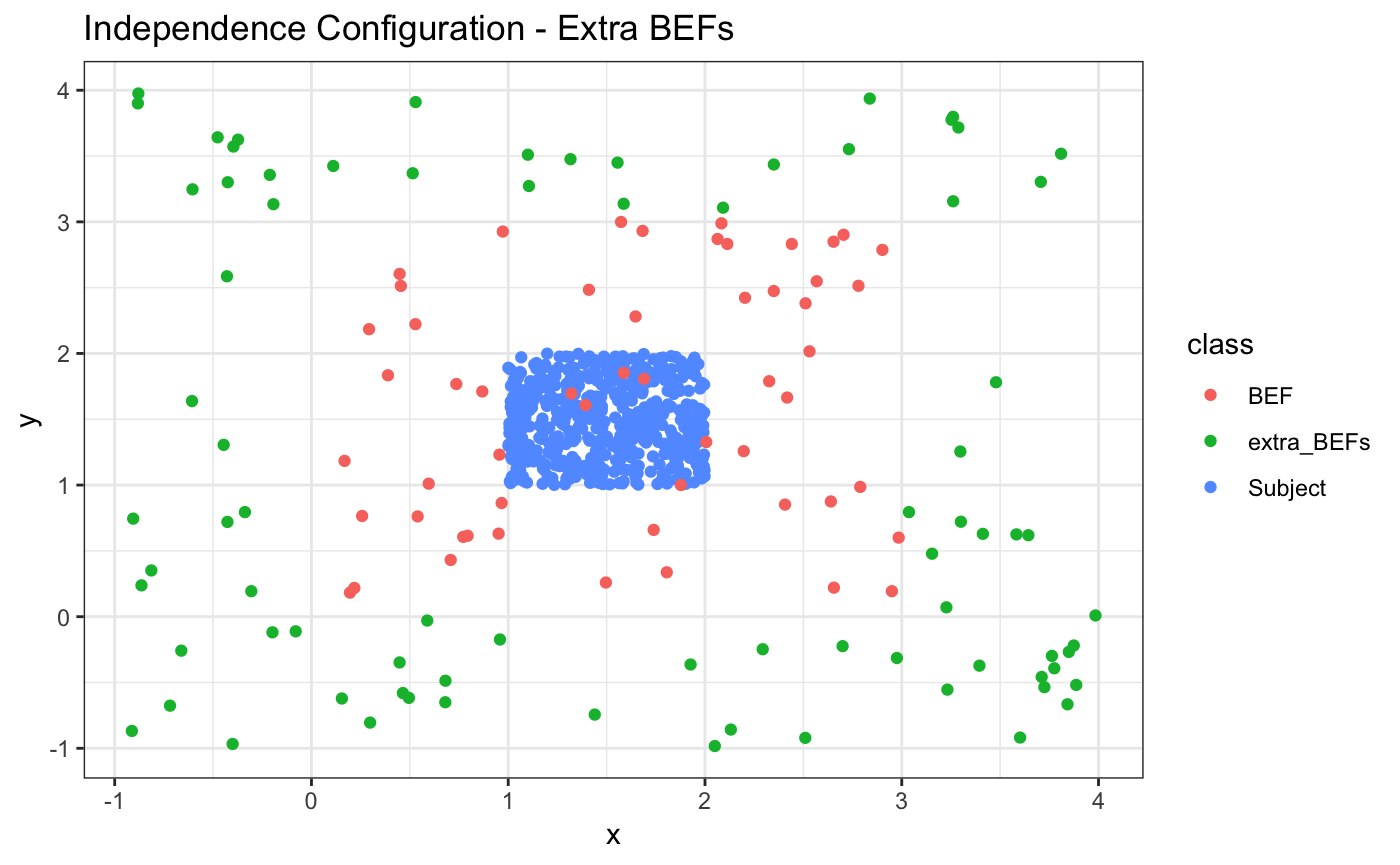 Independence Configuration - Extra BEFs
4
3
2
1
0
-1
y
-1 0 1 2 3 4
x
class
BEF
extra_BEFs
Subject